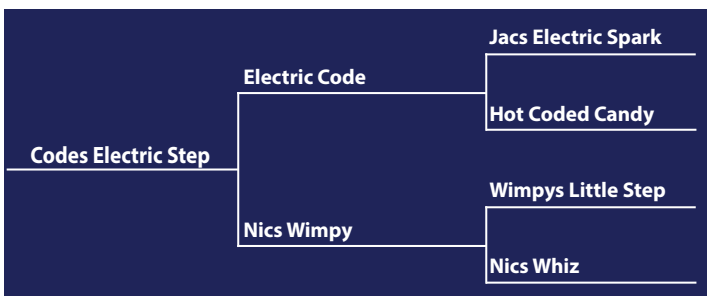 Jacs Electric Spark
Electric Code
Hot Coded Candy
Codes Electric Step
Wimpys Little Step
Nics Wimpy
Nics Whiz